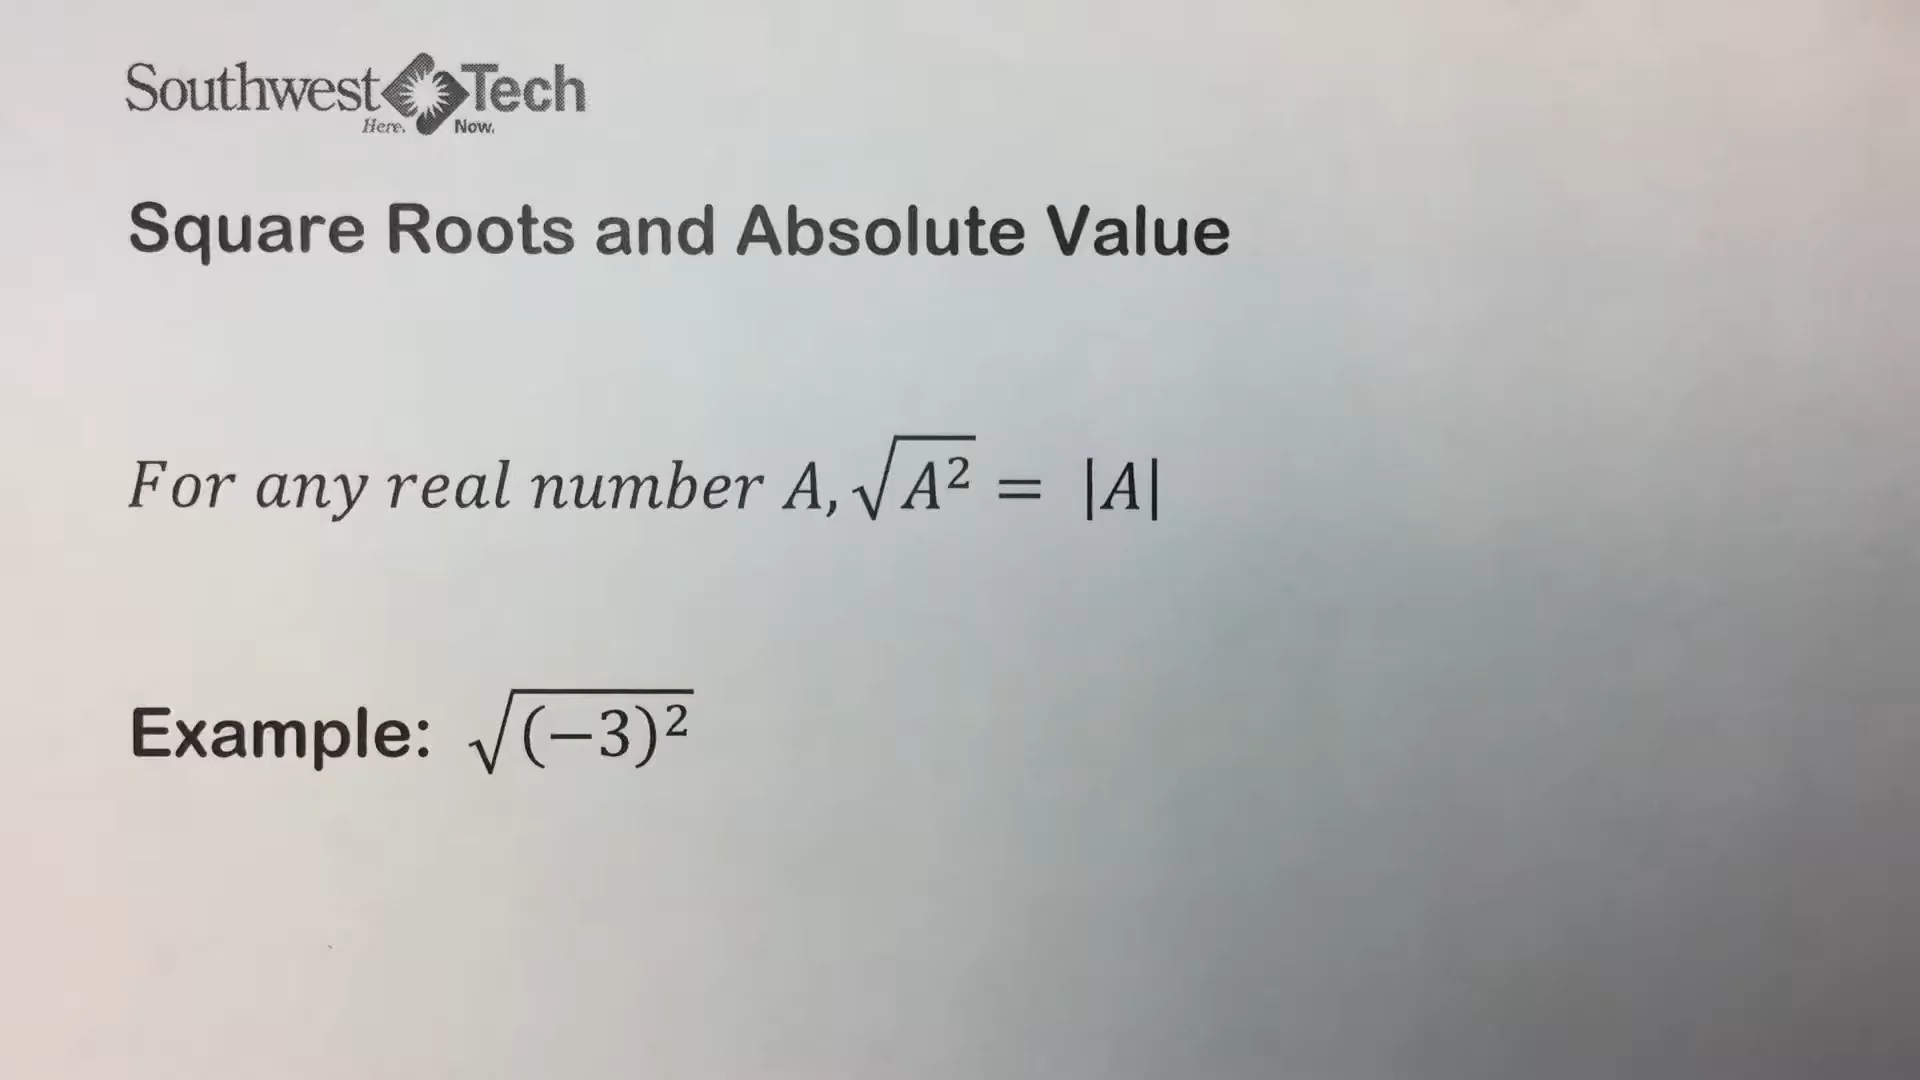 Southwest Tech
Here. Now.
Square Roots and Absolute Value
For any real number A, √A² = |A|
Example: √(−3)²